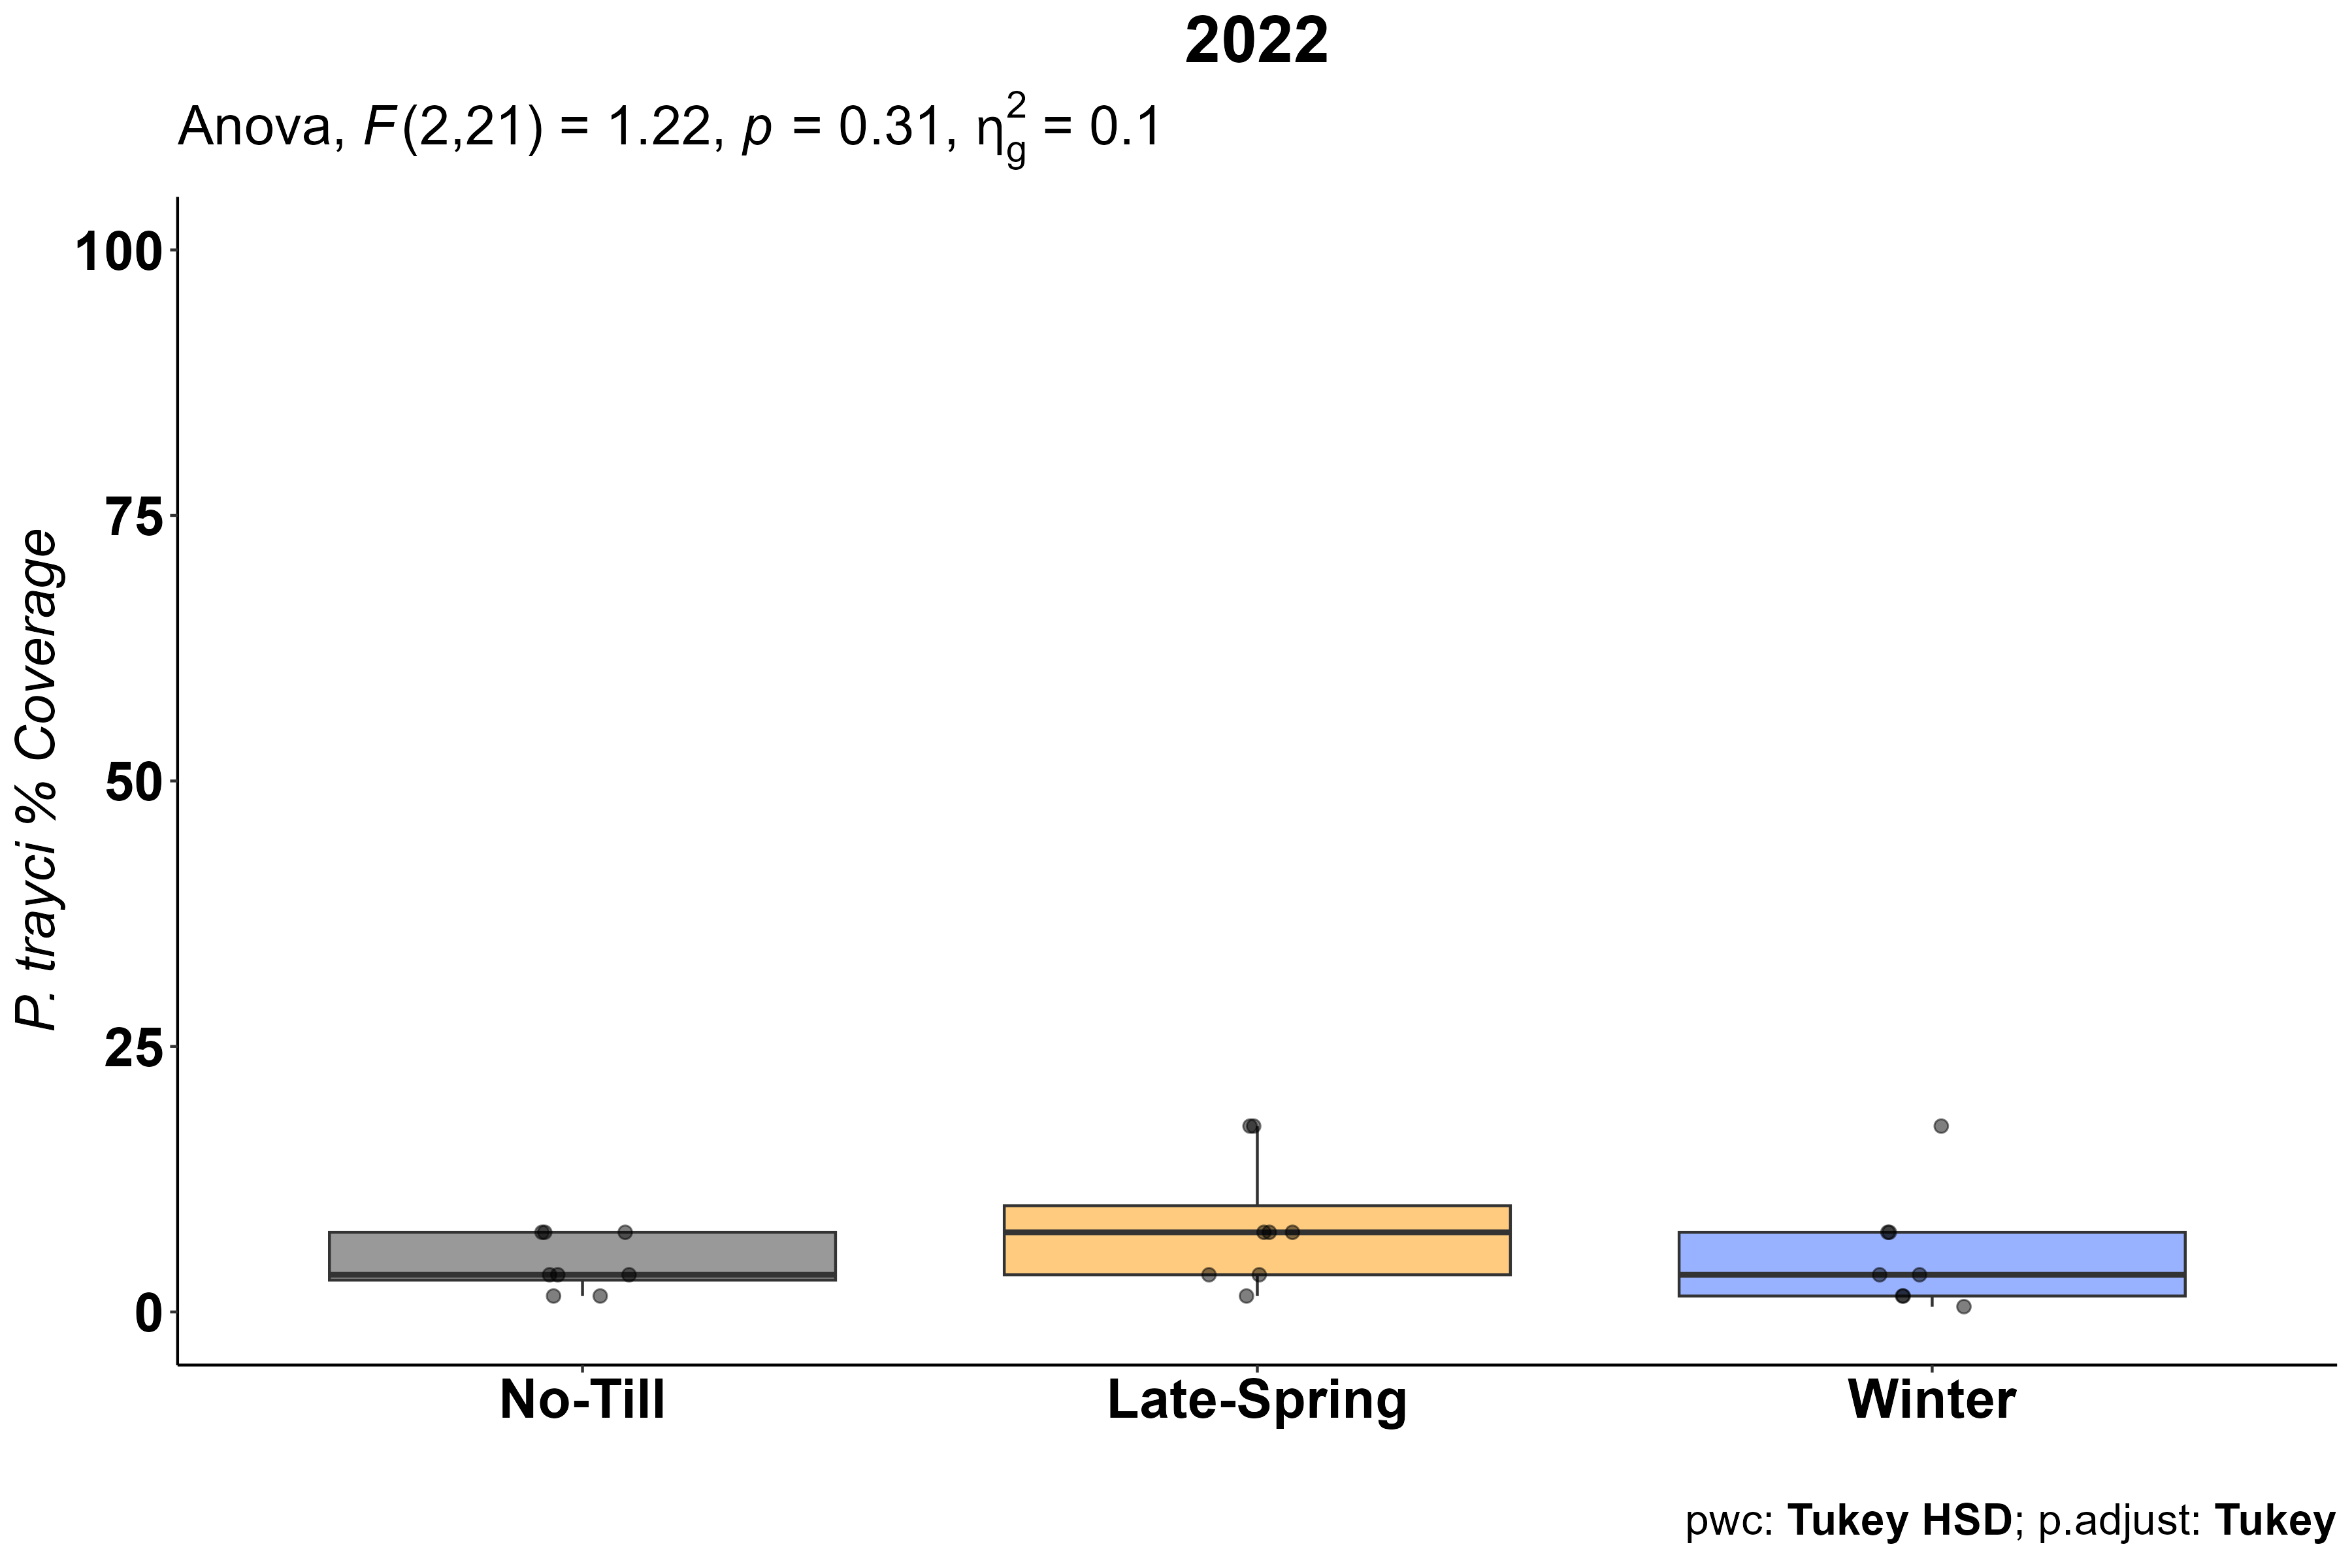 2022
Anova, F(2,21) = 1.22, p = 0.31, η²g = 0.1
P. trayci % Coverage
100
75
50
25
0
No-Till Late-Spring Winter
pwc: Tukey HSD; p.adjust: Tukey